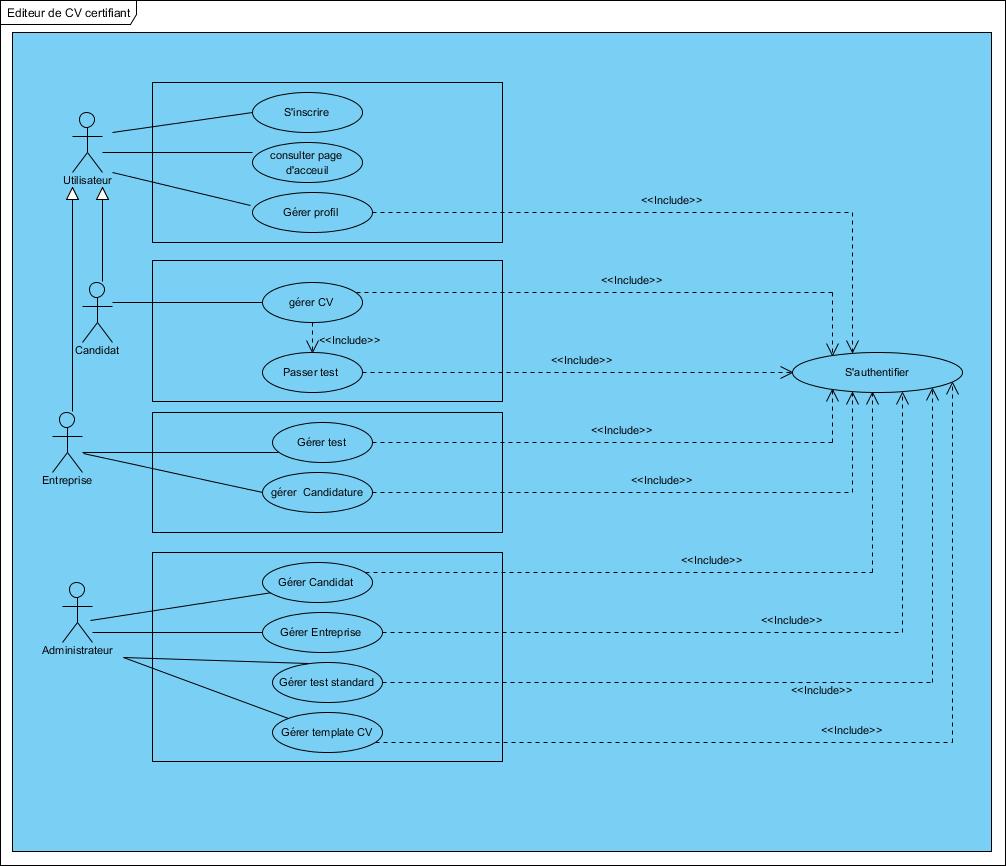 Editeur de CV certifiant
S'inscrire
Utilisateur
consulter page
d'acceuil
Gérer profil
<<Include>>
Candidat
gérer CV
<<Include>>
<<Include>>
Passer test
<<Include>>
S'authentifier
Entreprise
Gérer test
<<Include>>
gérer  Candidature
<<Include>>
Administrateur
Gérer Candidat
<<Include>>
Gérer Entreprise
<<Include>>
Gérer test standard
<<Include>>
Gérer template CV
<<Include>>